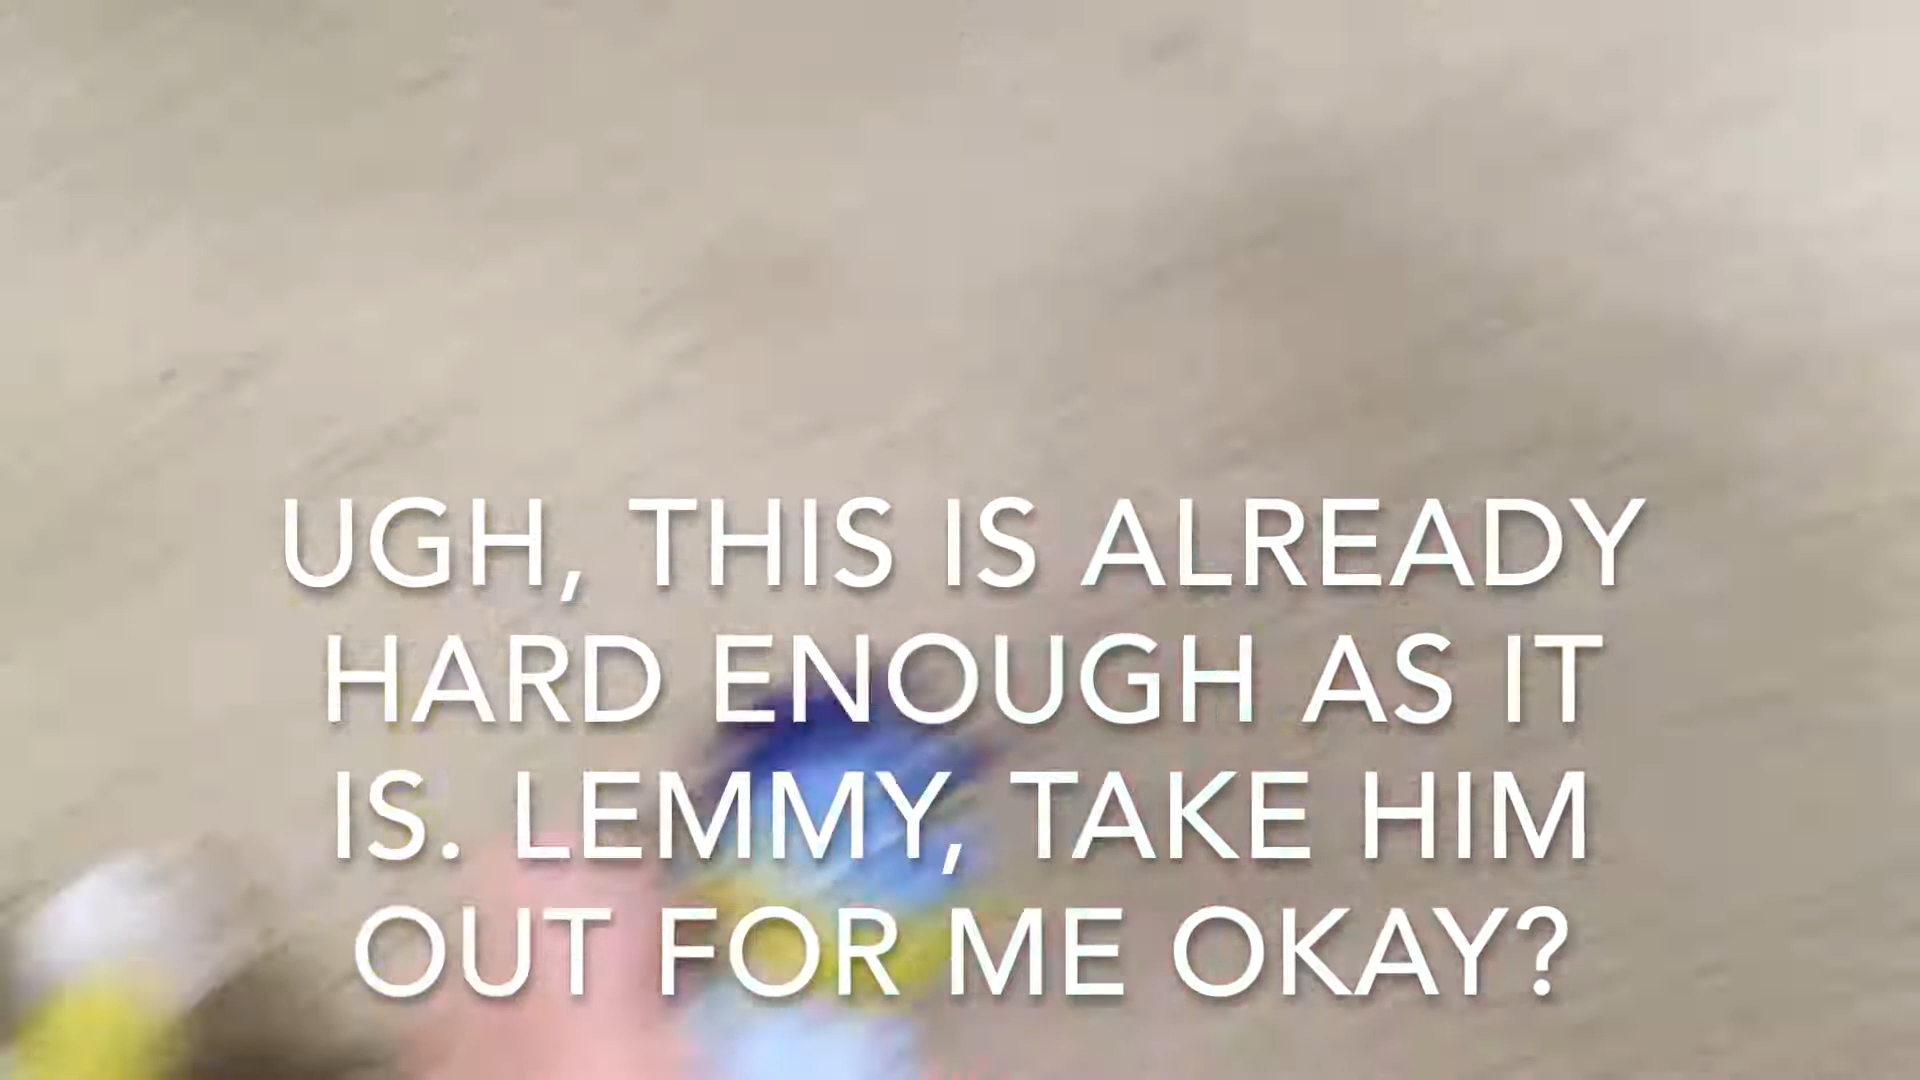 UGH, THIS IS ALREADY
HARD ENOUGH AS IT
IS. LEMMY, TAKE HIM
OUT FOR ME OKAY?